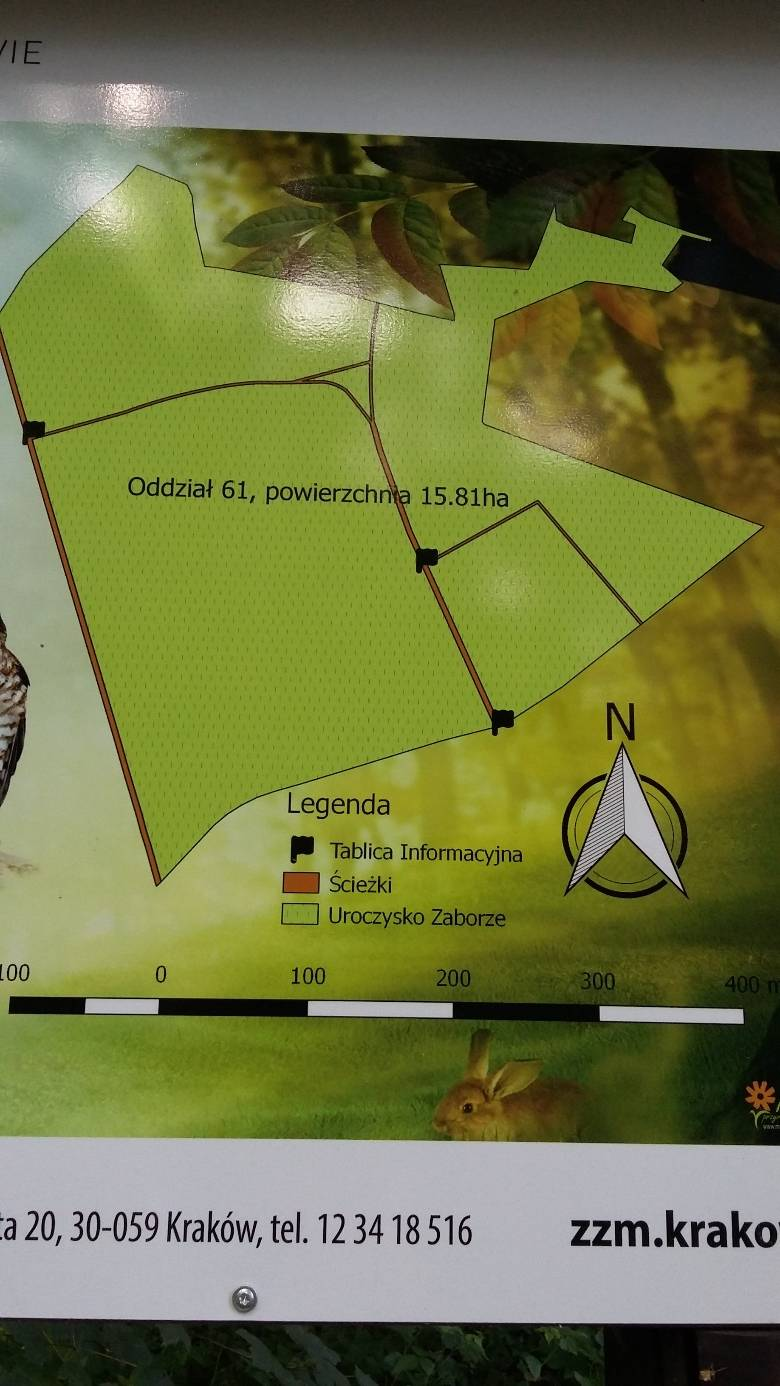 VIE
Oddział 61, powierzchnia 15.81ha
N
Legenda
Tablica Informacyjna
Ścieżki
Uroczysko Zaborze
100 0 100 200 300 400 m
ta 20, 30-059 Kraków, tel. 12 34 18 516
zzm.krako